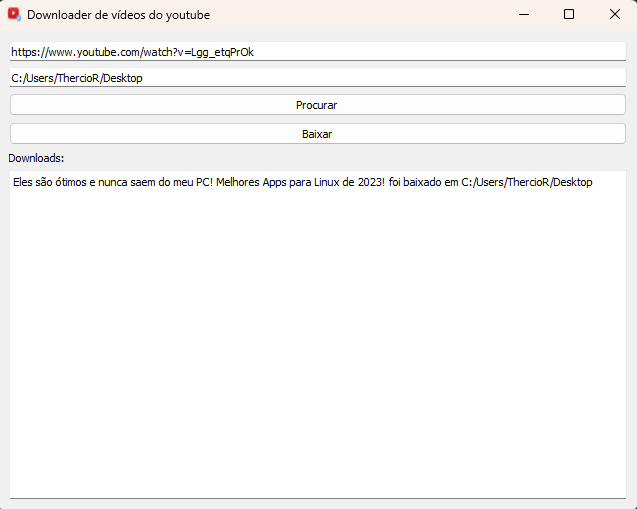 Downloader de vídeos do youtube
https://www.youtube.com/watch?v=Lgg_etqPrOk
C:/Users/ThercioR/Desktop
Procurar
Baixar
Downloads:
Eles são ótimos e nunca saem do meu PC! Melhores Apps para Linux de 2023! foi baixado em C:/Users/ThercioR/Desktop